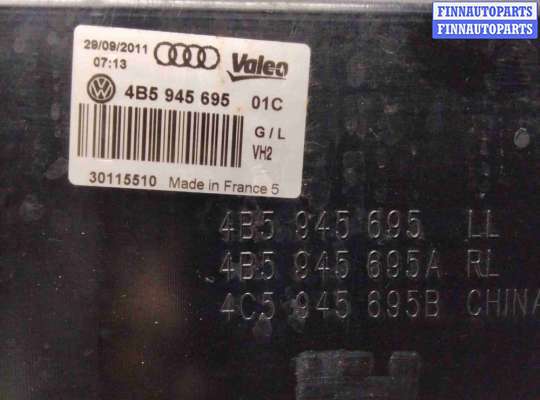 FINNAUTOPARTS
FINNAUTOPARTS
29/09/2011
07:13
Valeo
VW
4B5 945 695 01C
G / L
VH2
30115510 Made in France 5
4B5 945 695 LL
4B5 945 695A RL
4C5 945 695B CHINA